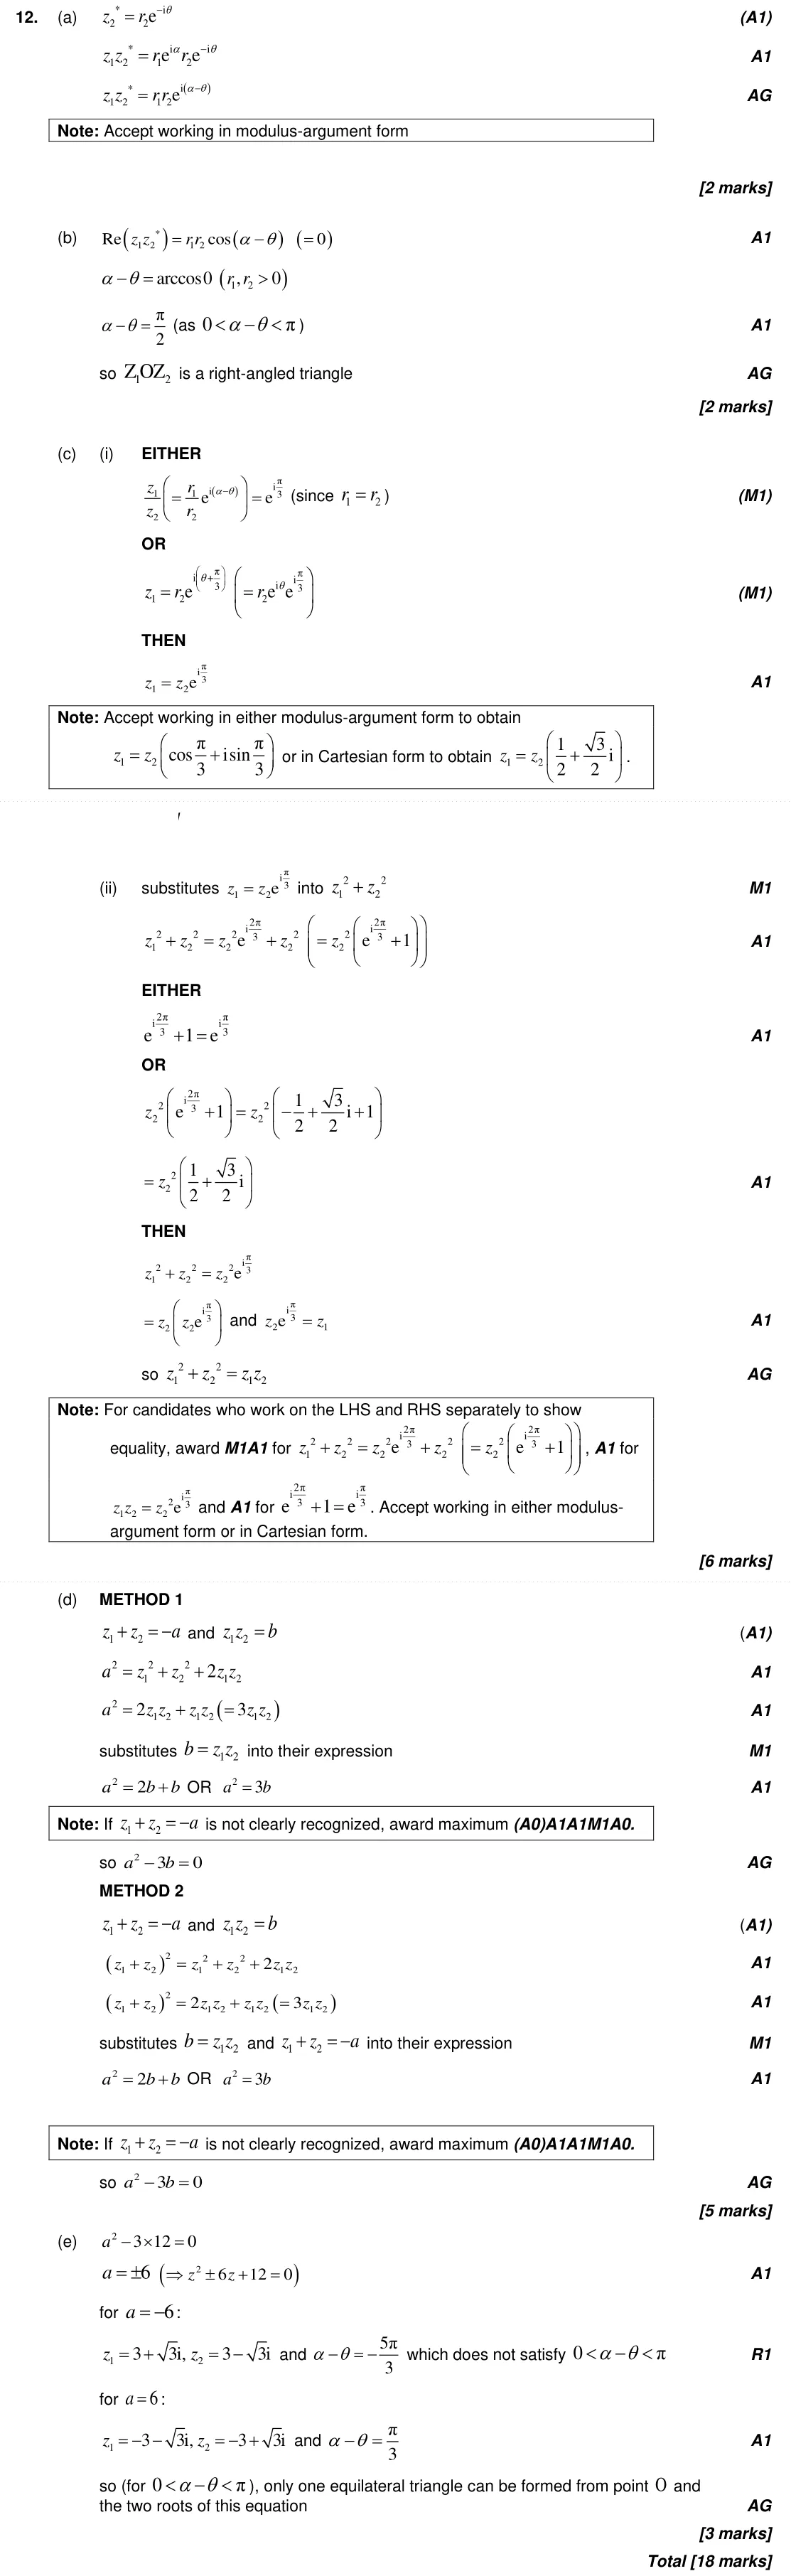 12. (a) z₂* = r₂e^(−iθ) (A1)
z₁z₂* = r₁e^(iα) r₂e^(−iθ) A1
z₁z₂* = r₁r₂e^(i(α−θ)) AG
Note: Accept working in modulus-argument form
[2 marks]
(b) Re(z₁z₂*) = r₁r₂ cos(α − θ) (= 0) A1
α − θ = arccos 0 (r₁, r₂ > 0)
α − θ = π/2 (as 0 < α − θ < π) A1
so Z₁OZ₂ is a right-angled triangle AG
[2 marks]
(c) (i) EITHER
z₁/z₂ (= r₁/r₂ e^(i(α−θ))) = e^(iπ/3) (since r₁ = r₂) (M1)
OR
z₁ = r₂e^(i(θ+π/3)) (= r₂e^(iθ)e^(iπ/3)) (M1)
THEN
z₁ = z₂e^(iπ/3) A1
Note: Accept working in either modulus-argument form to obtain
z₁ = z₂(cos π/3 + i sin π/3) or in Cartesian form to obtain z₁ = z₂(1/2 + √3/2 i).
(ii) substitutes z₁ = z₂e^(iπ/3) into z₁² + z₂² M1
z₁² + z₂² = z₂²e^(i2π/3) + z₂² (= z₂²(e^(i2π/3) + 1)) A1
EITHER
e^(i2π/3) + 1 = e^(iπ/3) A1
OR
z₂²(e^(i2π/3) + 1) = z₂²(−1/2 + √3/2 i + 1)
= z₂²(1/2 + √3/2 i) A1
THEN
z₁² + z₂² = z₂²e^(iπ/3)
= z₂(z₂e^(iπ/3)) and z₂e^(iπ/3) = z₁ A1
so z₁² + z₂² = z₁z₂ AG
Note: For candidates who work on the LHS and RHS separately to show
equality, award M1A1 for z₁² + z₂² = z₂²e^(i2π/3) + z₂² (= z₂²(e^(i2π/3) + 1)), A1 for
z₁z₂ = z₂²e^(iπ/3) and A1 for e^(i2π/3) + 1 = e^(iπ/3). Accept working in either modulus-
argument form or in Cartesian form.
[6 marks]
(d) METHOD 1
z₁ + z₂ = −a and z₁z₂ = b (A1)
a² = z₁² + z₂² + 2z₁z₂ A1
a² = 2z₁z₂ + z₁z₂ (= 3z₁z₂) A1
substitutes b = z₁z₂ into their expression M1
a² = 2b + b OR a² = 3b A1
Note: If z₁ + z₂ = −a is not clearly recognized, award maximum (A0)A1A1M1A0.
so a² − 3b = 0 AG
METHOD 2
z₁ + z₂ = −a and z₁z₂ = b (A1)
(z₁ + z₂)² = z₁² + z₂² + 2z₁z₂ A1
(z₁ + z₂)² = 2z₁z₂ + z₁z₂ (= 3z₁z₂) A1
substitutes b = z₁z₂ and z₁ + z₂ = −a into their expression M1
a² = 2b + b OR a² = 3b A1
Note: If z₁ + z₂ = −a is not clearly recognized, award maximum (A0)A1A1M1A0.
so a² − 3b = 0 AG
[5 marks]
(e) a² − 3×12 = 0
a = ±6 (⇒ z² ± 6z + 12 = 0) A1
for a = −6:
z₁ = 3 + √3i, z₂ = 3 − √3i and α − θ = −5π/3 which does not satisfy 0 < α − θ < π R1
for a = 6:
z₁ = −3 − √3i, z₂ = −3 + √3i and α − θ = π/3 A1
so (for 0 < α − θ < π), only one equilateral triangle can be formed from point O and
the two roots of this equation AG
[3 marks]
Total [18 marks]